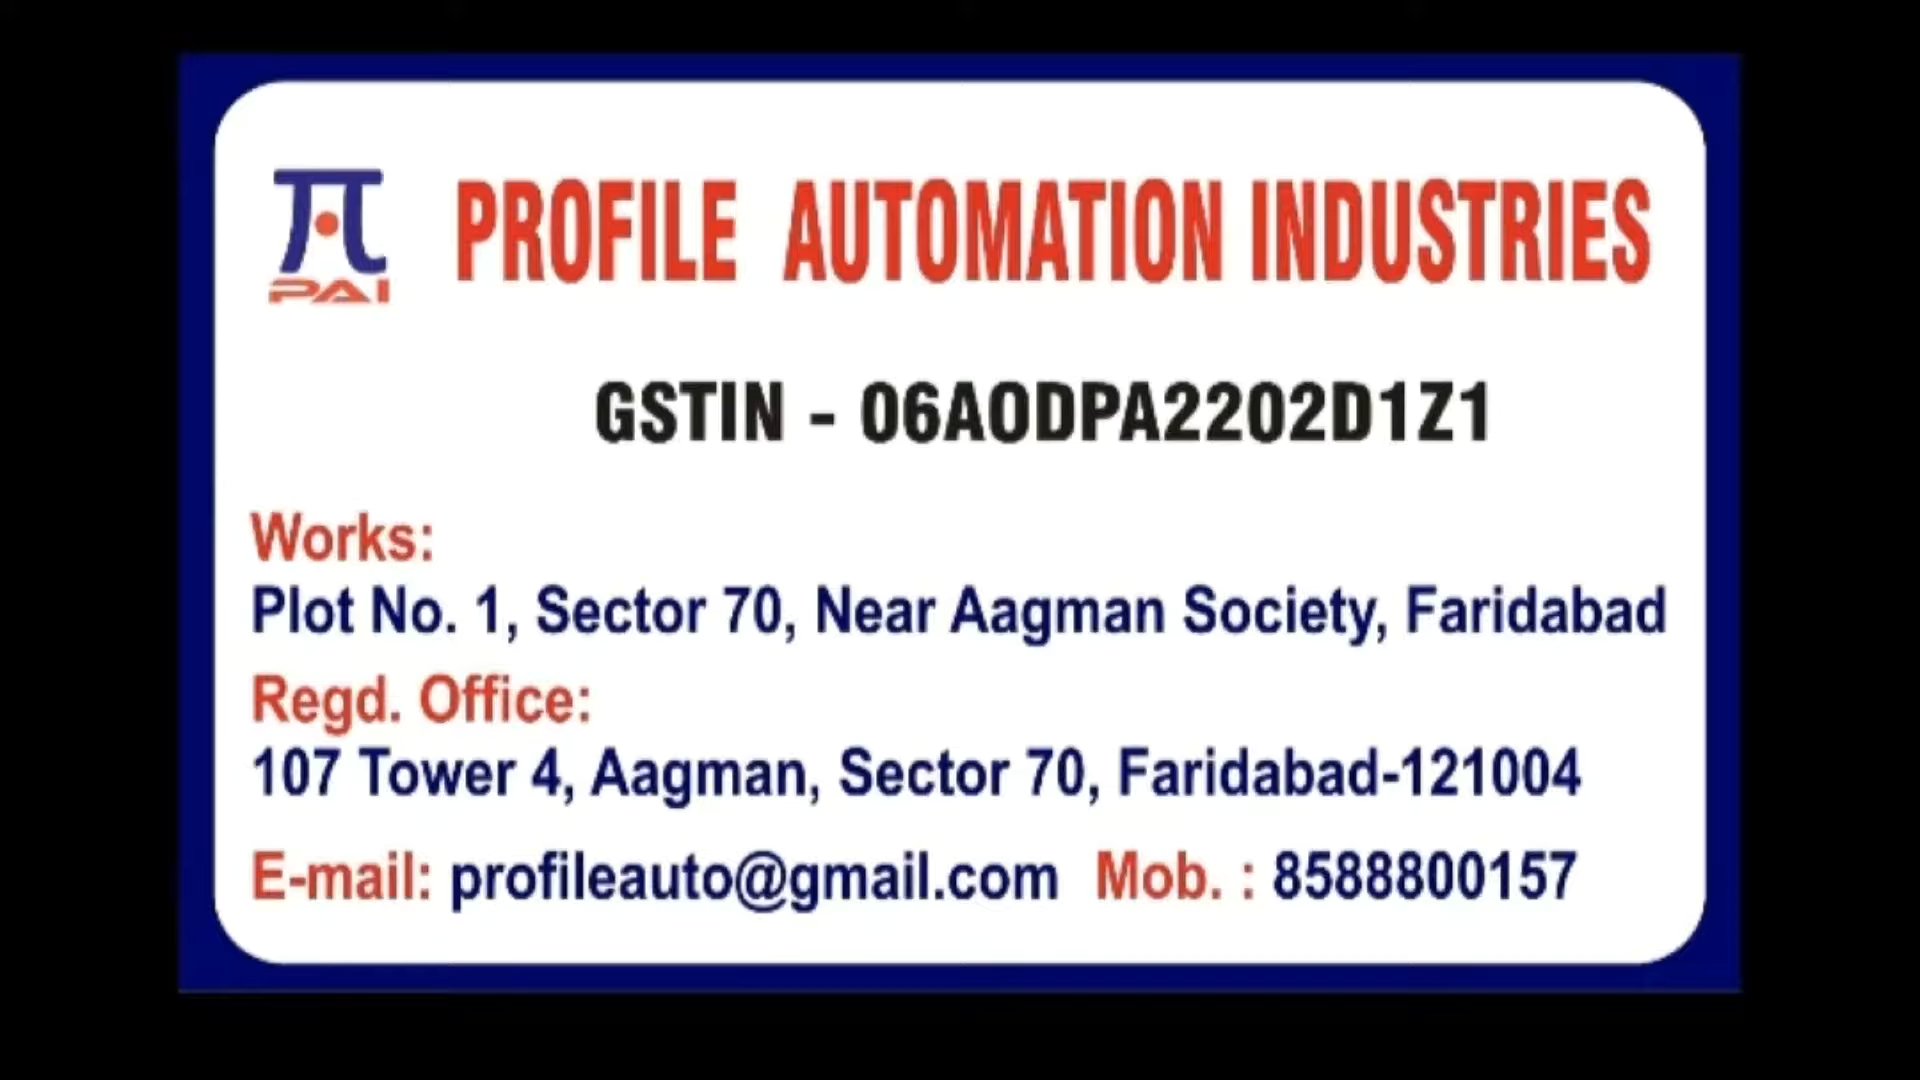 PAI
PROFILE AUTOMATION INDUSTRIES
GSTIN - 06AODPA2202D1Z1
Works:
Plot No. 1, Sector 70, Near Aagman Society, Faridabad
Regd. Office:
107 Tower 4, Aagman, Sector 70, Faridabad-121004
E-mail: profileauto@gmail.com Mob. : 8588800157